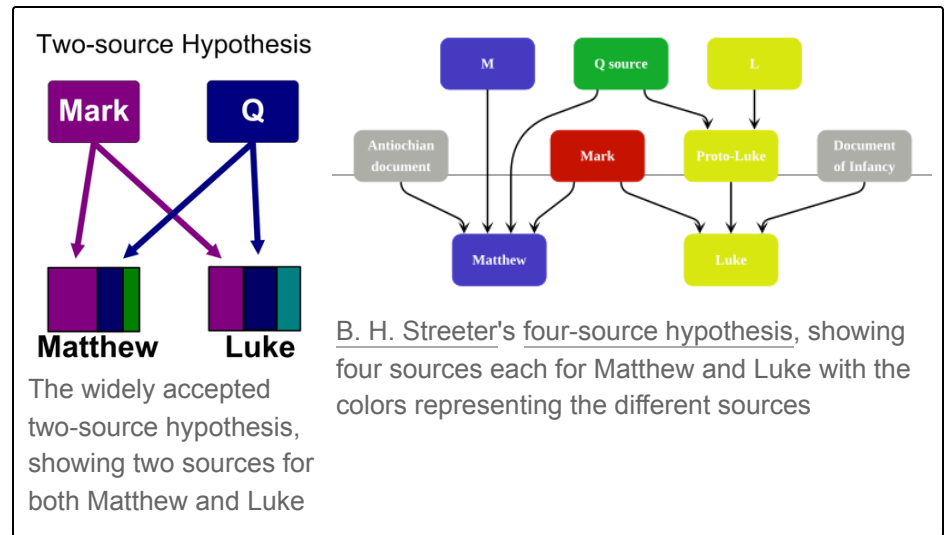 Two-source Hypothesis
Mark
Q
Matthew
Luke
The widely accepted
two-source hypothesis,
showing two sources for
both Matthew and Luke
M
Q source
L
Antiochian
document
Mark
Proto-Luke
Document
of Infancy
Matthew
Luke
B. H. Streeter's four-source hypothesis, showing
four sources each for Matthew and Luke with the
colors representing the different sources